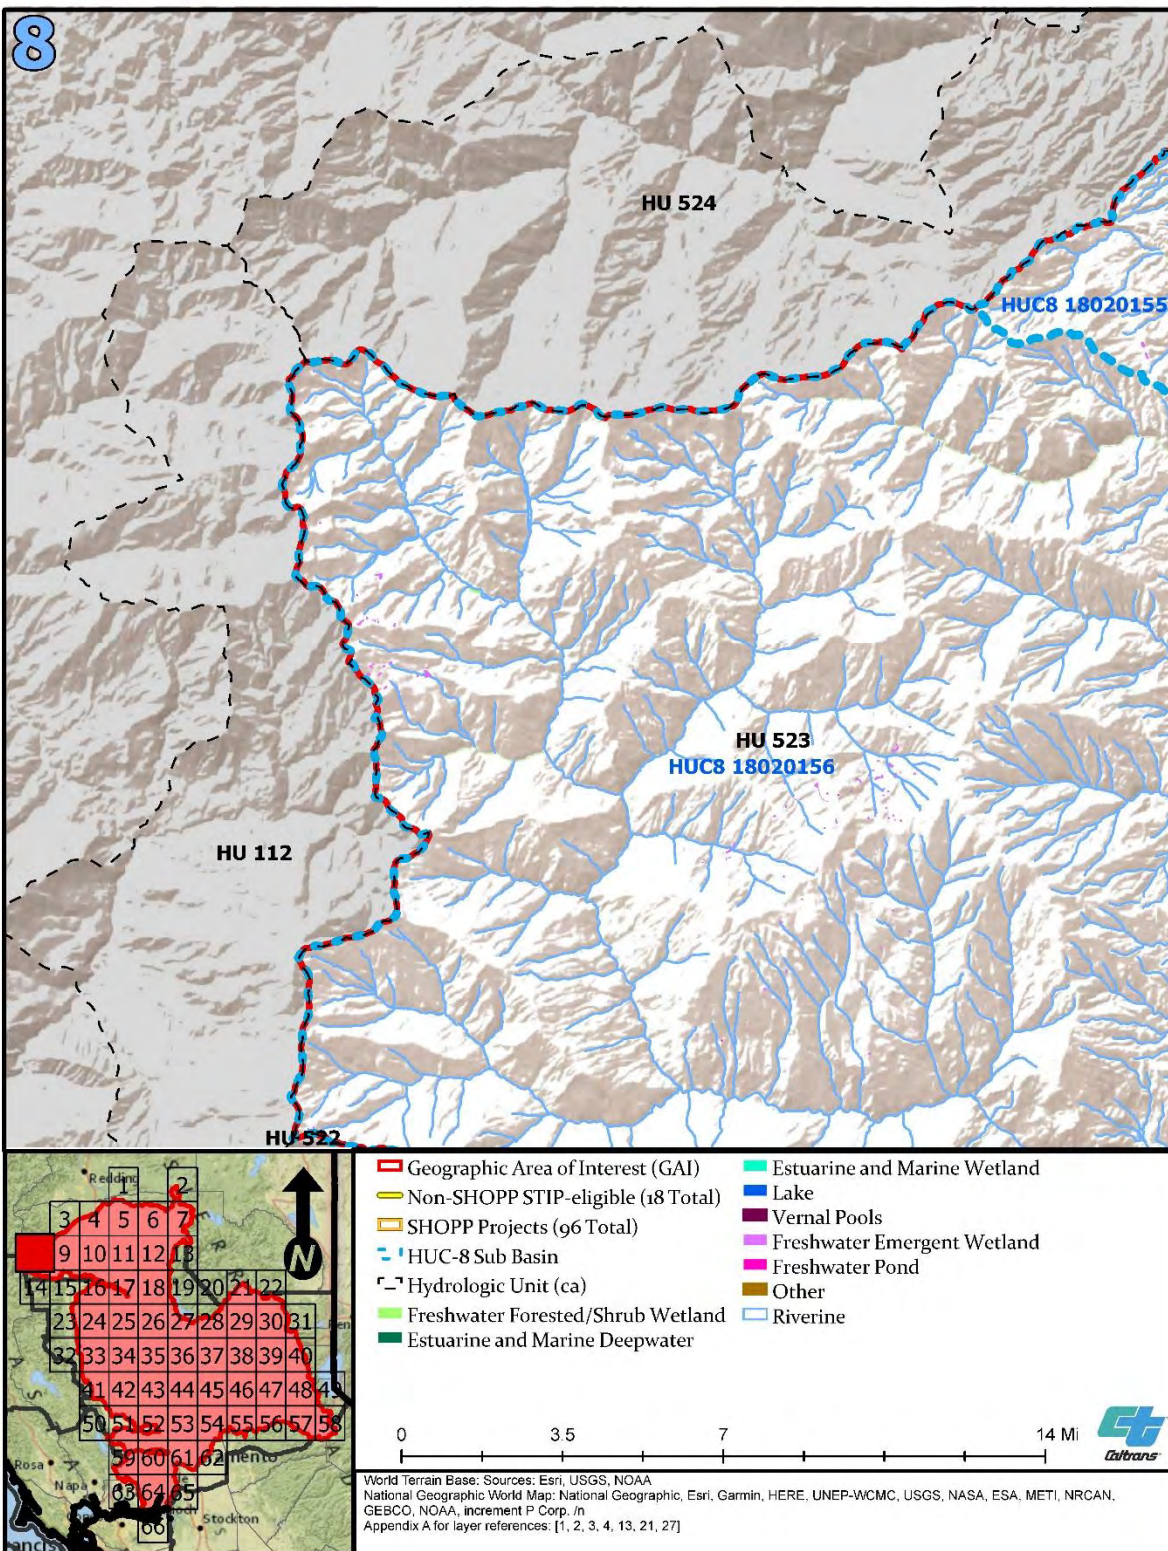 8
HU 524
HUC8 18020155
HU 523
HUC8 18020156
HU 112
HU 522
Redding
1 2
3 4 5 6 7
9 10 11 12 13
14 15 16 17 18 19 20 21 22
23 24 25 26 27 28 29 30 31
32 33 34 35 36 37 38 39 40
41 42 43 44 45 46 47 48 49
50 51 52 53 54 55 56 57 58
59 60 61 62
63 64 65
66
Rosa
Napa
Stockton
N
Geographic Area of Interest (GAI)
Non-SHOPP STIP-eligible (18 Total)
SHOPP Projects (96 Total)
HUC-8 Sub Basin
Hydrologic Unit (ca)
Freshwater Forested/Shrub Wetland
Estuarine and Marine Deepwater
Estuarine and Marine Wetland
Lake
Vernal Pools
Freshwater Emergent Wetland
Freshwater Pond
Other
Riverine
0 3.5 7 14 Mi
Caltrans
World Terrain Base: Sources: Esri, USGS, NOAA
National Geographic World Map: National Geographic, Esri, Garmin, HERE, UNEP-WCMC, USGS, NASA, ESA, METI, NRCAN,
GEBCO, NOAA, increment P Corp. /n
Appendix A for layer references: [1, 2, 3, 4, 13, 21, 27]